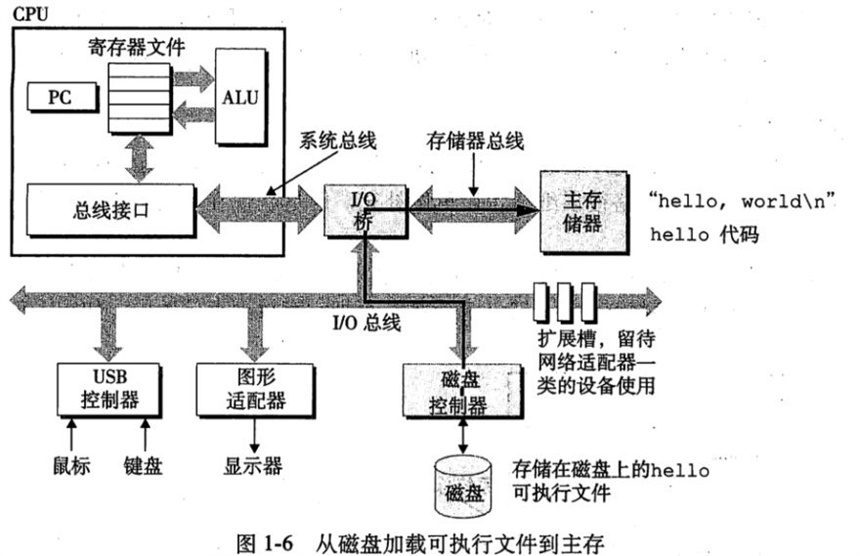 CPU
寄存器文件
PC
ALU
系统总线
存储器总线
总线接口
I/O
桥
主存
储器
“hello, world\n”
hello 代码
I/O 总线
扩展槽，留待
网络适配器一
类的设备使用
USB
控制器
图形
适配器
磁盘
控制器
鼠标
键盘
显示器
磁盘
存储在磁盘上的hello
可执行文件
图 1-6 从磁盘加载可执行文件到主存